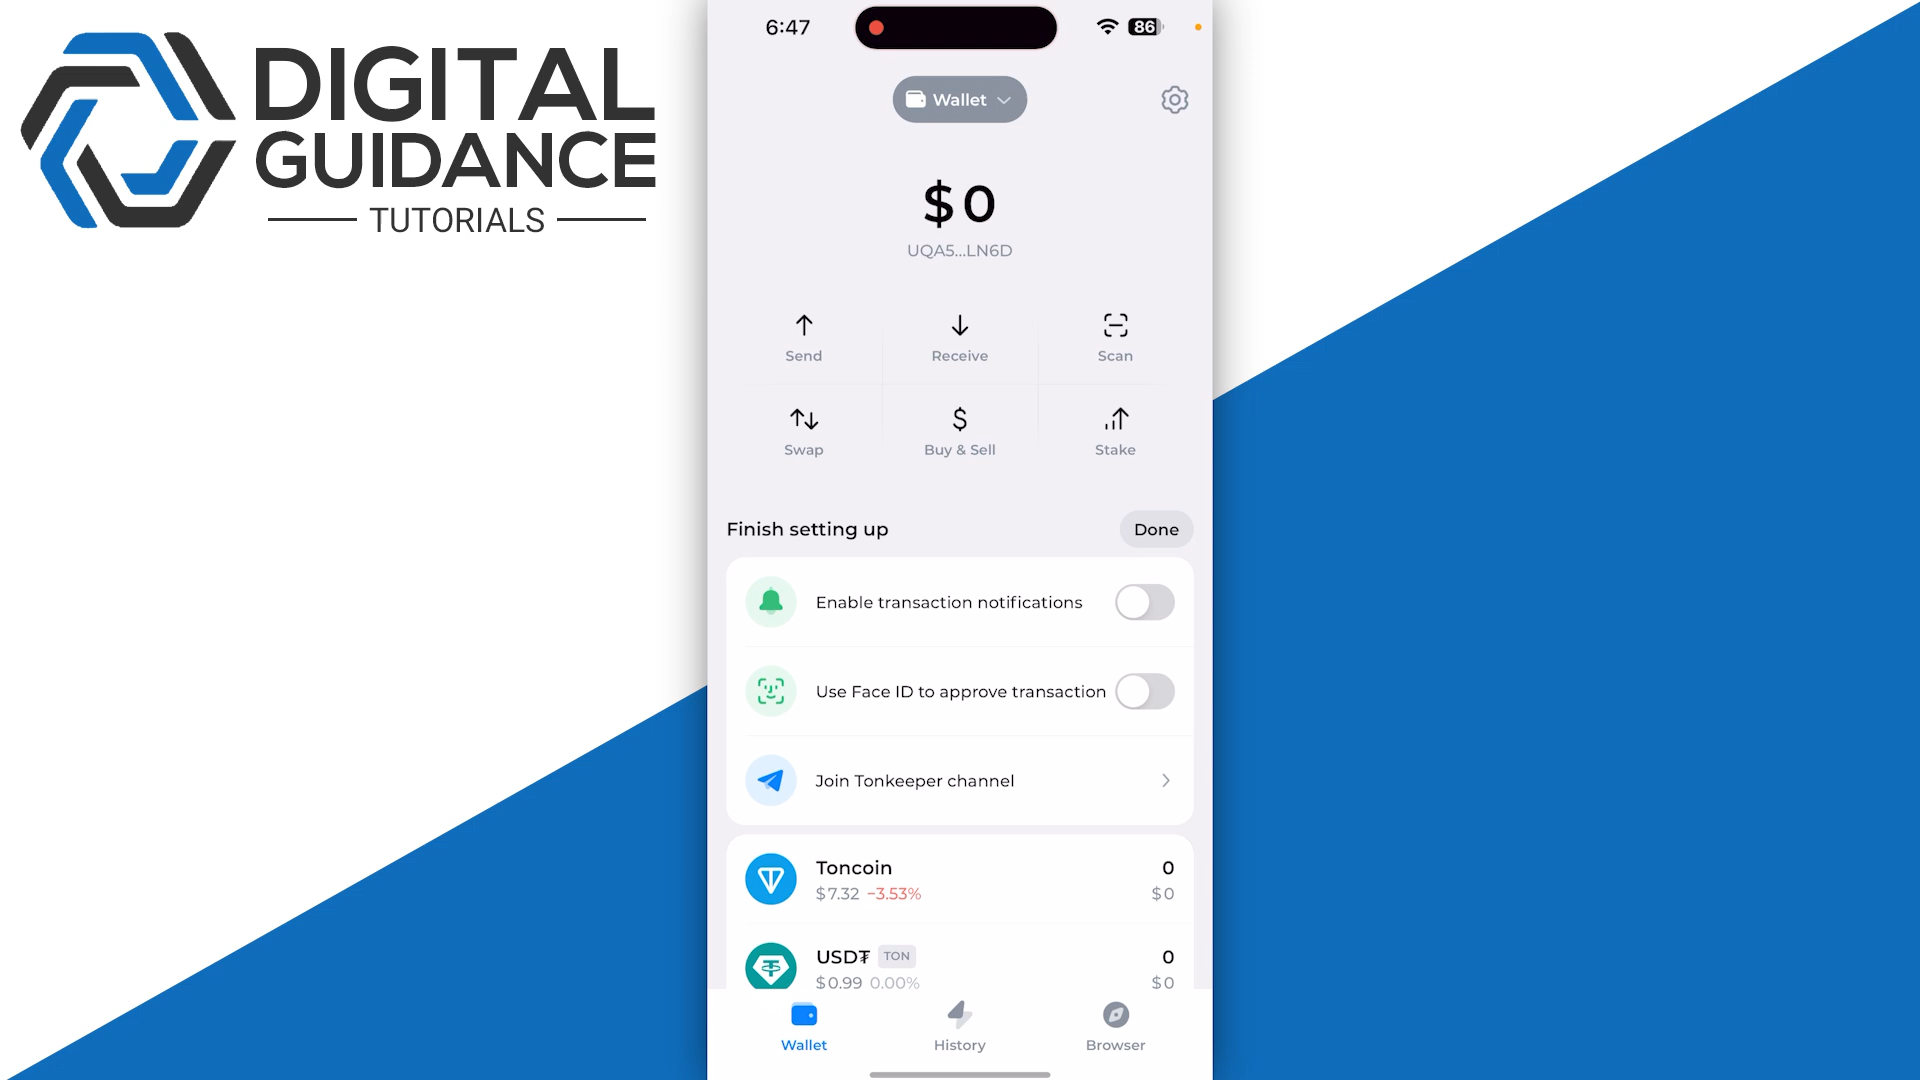 DIGITAL
GUIDANCE
TUTORIALS
6:47
86
Wallet
$0
UQA5...LN6D
Send
Receive
Scan
Swap
Buy & Sell
Stake
Finish setting up
Done
Enable transaction notifications
Use Face ID to approve transaction
Join Tonkeeper channel
Toncoin
0
$7.32 −3.53%
$0
USD₮ TON
0
$0.99 0.00%
$0
Wallet
History
Browser